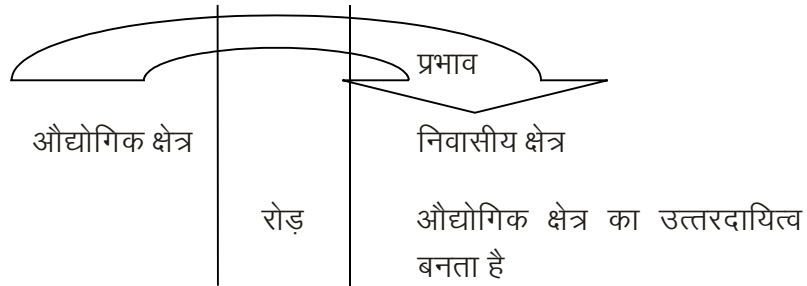 प्रभाव
औद्योगिक क्षेत्र
निवासीय क्षेत्र
रोड़
औद्योगिक क्षेत्र का उत्तरदायित्व
बनता है